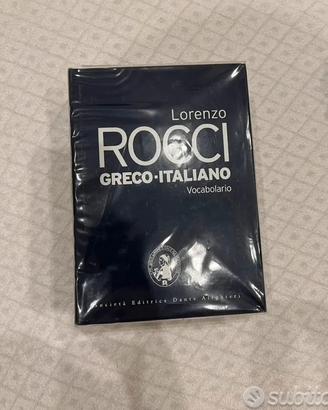 Lorenzo
ROCCI
GRECO·ITALIANO
Vocabolario
Società Editrice Dante Alighieri
subito